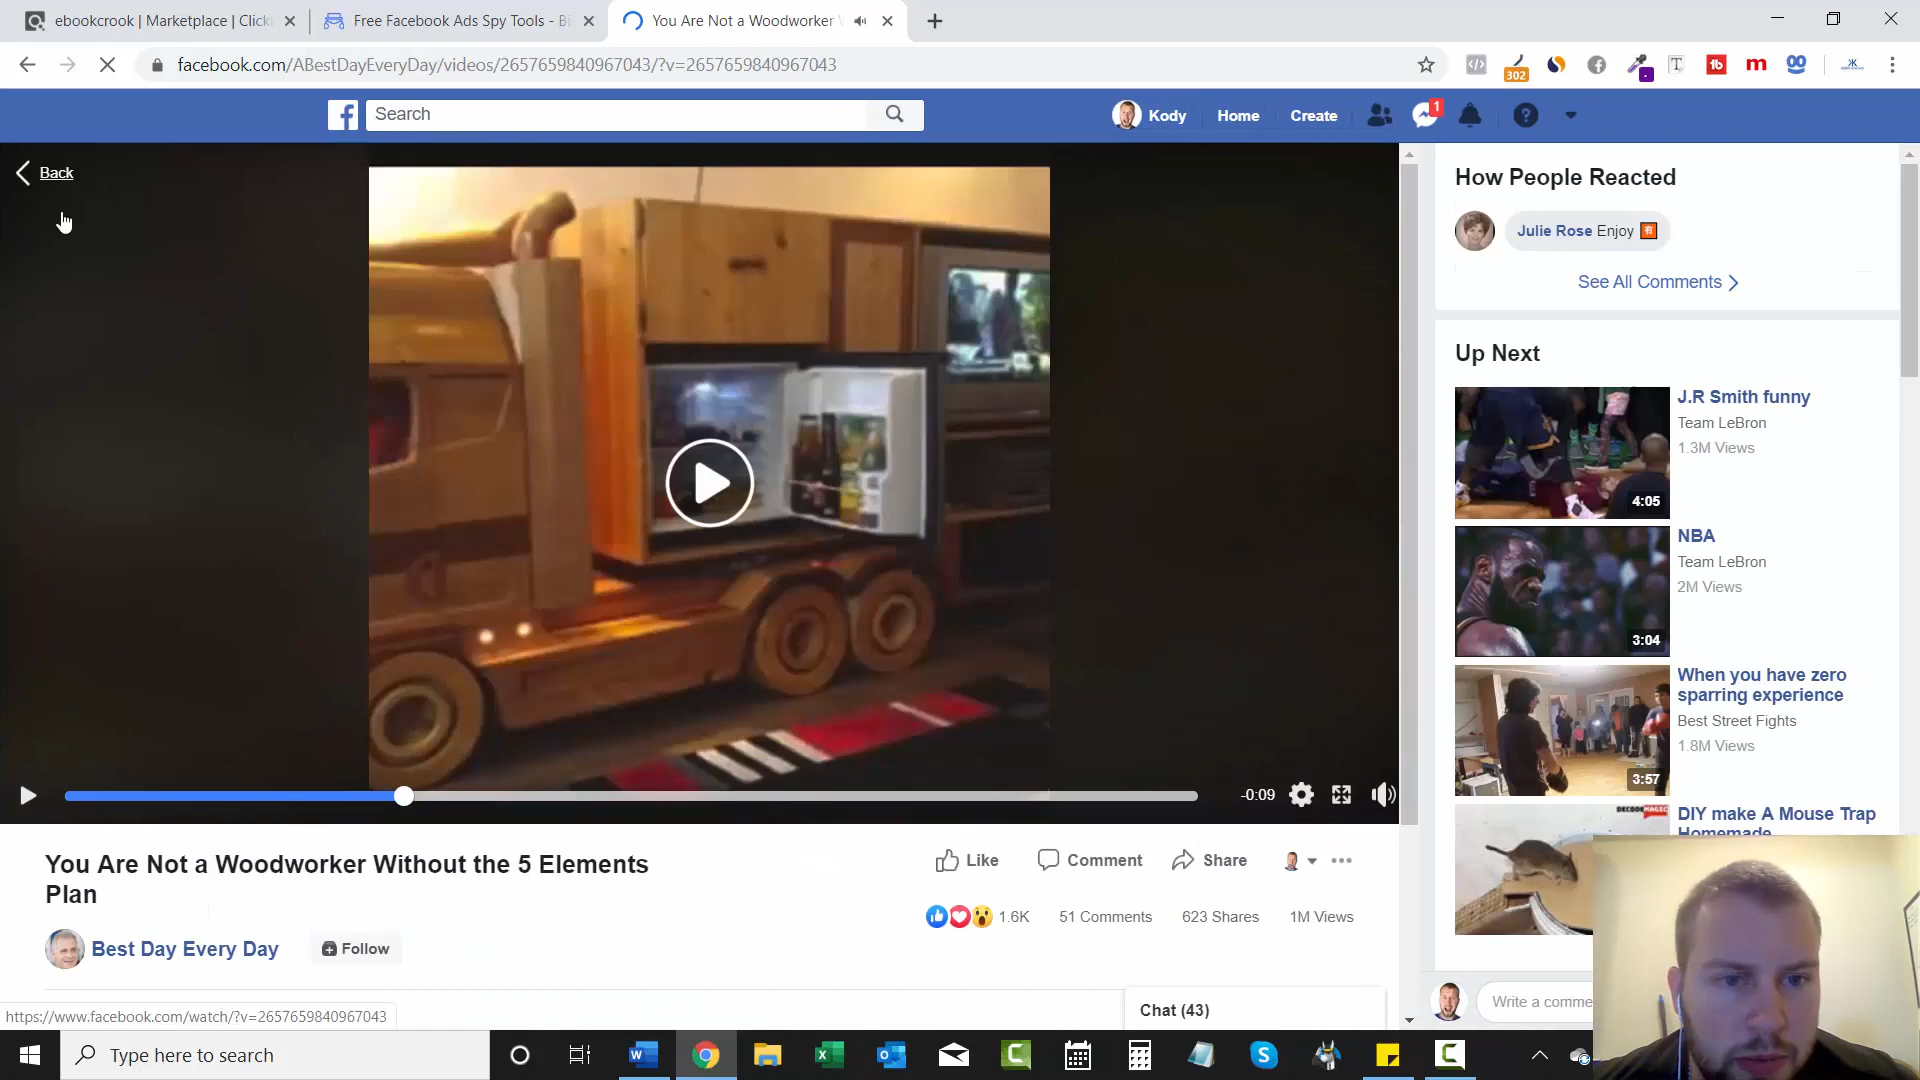 ebookcrook | Marketplace | Click
Free Facebook Ads Spy Tools - Bi
You Are Not a Woodworker W
facebook.com/ABestDayEveryDay/videos/2657659840967043/?v=2657659840967043
302
Search
Kody
Home
Create
1
Back
How People Reacted
Julie Rose Enjoy
See All Comments
Up Next
J.R Smith funny
Team LeBron
1.3M Views
4:05
NBA
Team LeBron
2M Views
3:04
When you have zero
sparring experience
Best Street Fights
1.8M Views
3:57
DIY make A Mouse Trap
Homemade
-0:09
You Are Not a Woodworker Without the 5 Elements
Plan
Like
Comment
Share
1.6K
51 Comments
623 Shares
1M Views
Best Day Every Day
Follow
Chat (43)
Write a comme
https://www.facebook.com/watch/?v=2657659840967043
Type here to search